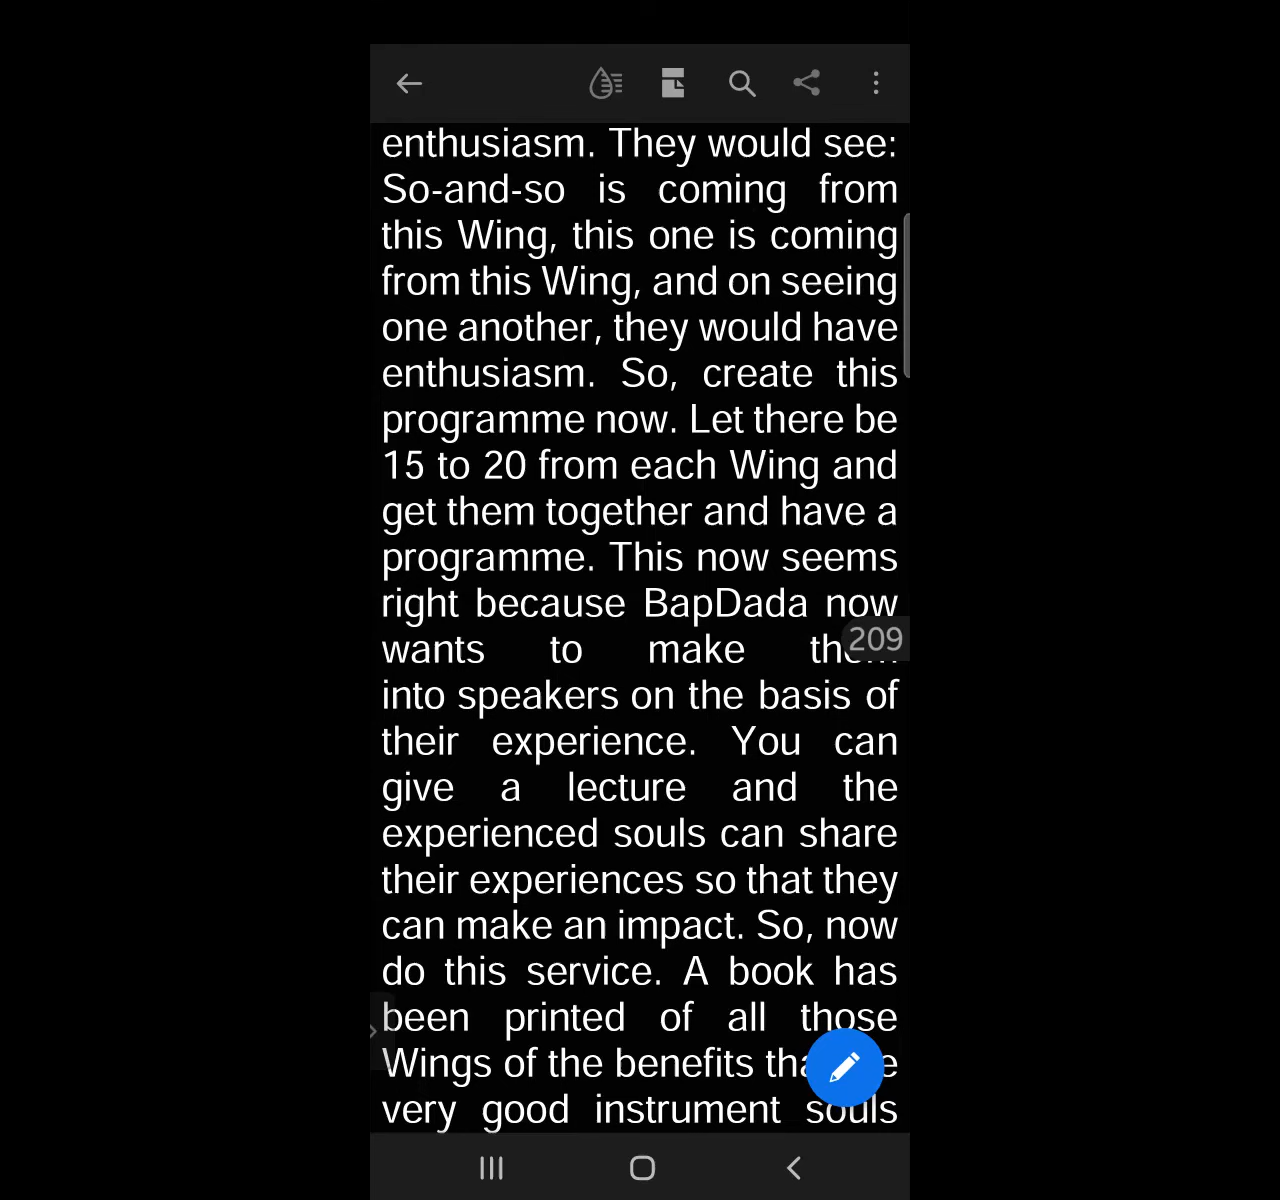 enthusiasm. They would see:
So-and-so is coming from
this Wing, this one is coming
from this Wing, and on seeing
one another, they would have
enthusiasm. So, create this
programme now. Let there be
15 to 20 from each Wing and
get them together and have a
programme. This now seems
right because BapDada now
wants to make them
209
into speakers on the basis of
their experience. You can
give a lecture and the
experienced souls can share
their experiences so that they
can make an impact. So, now
do this service. A book has
been printed of all those
Wings of the benefits
very good instrument souls